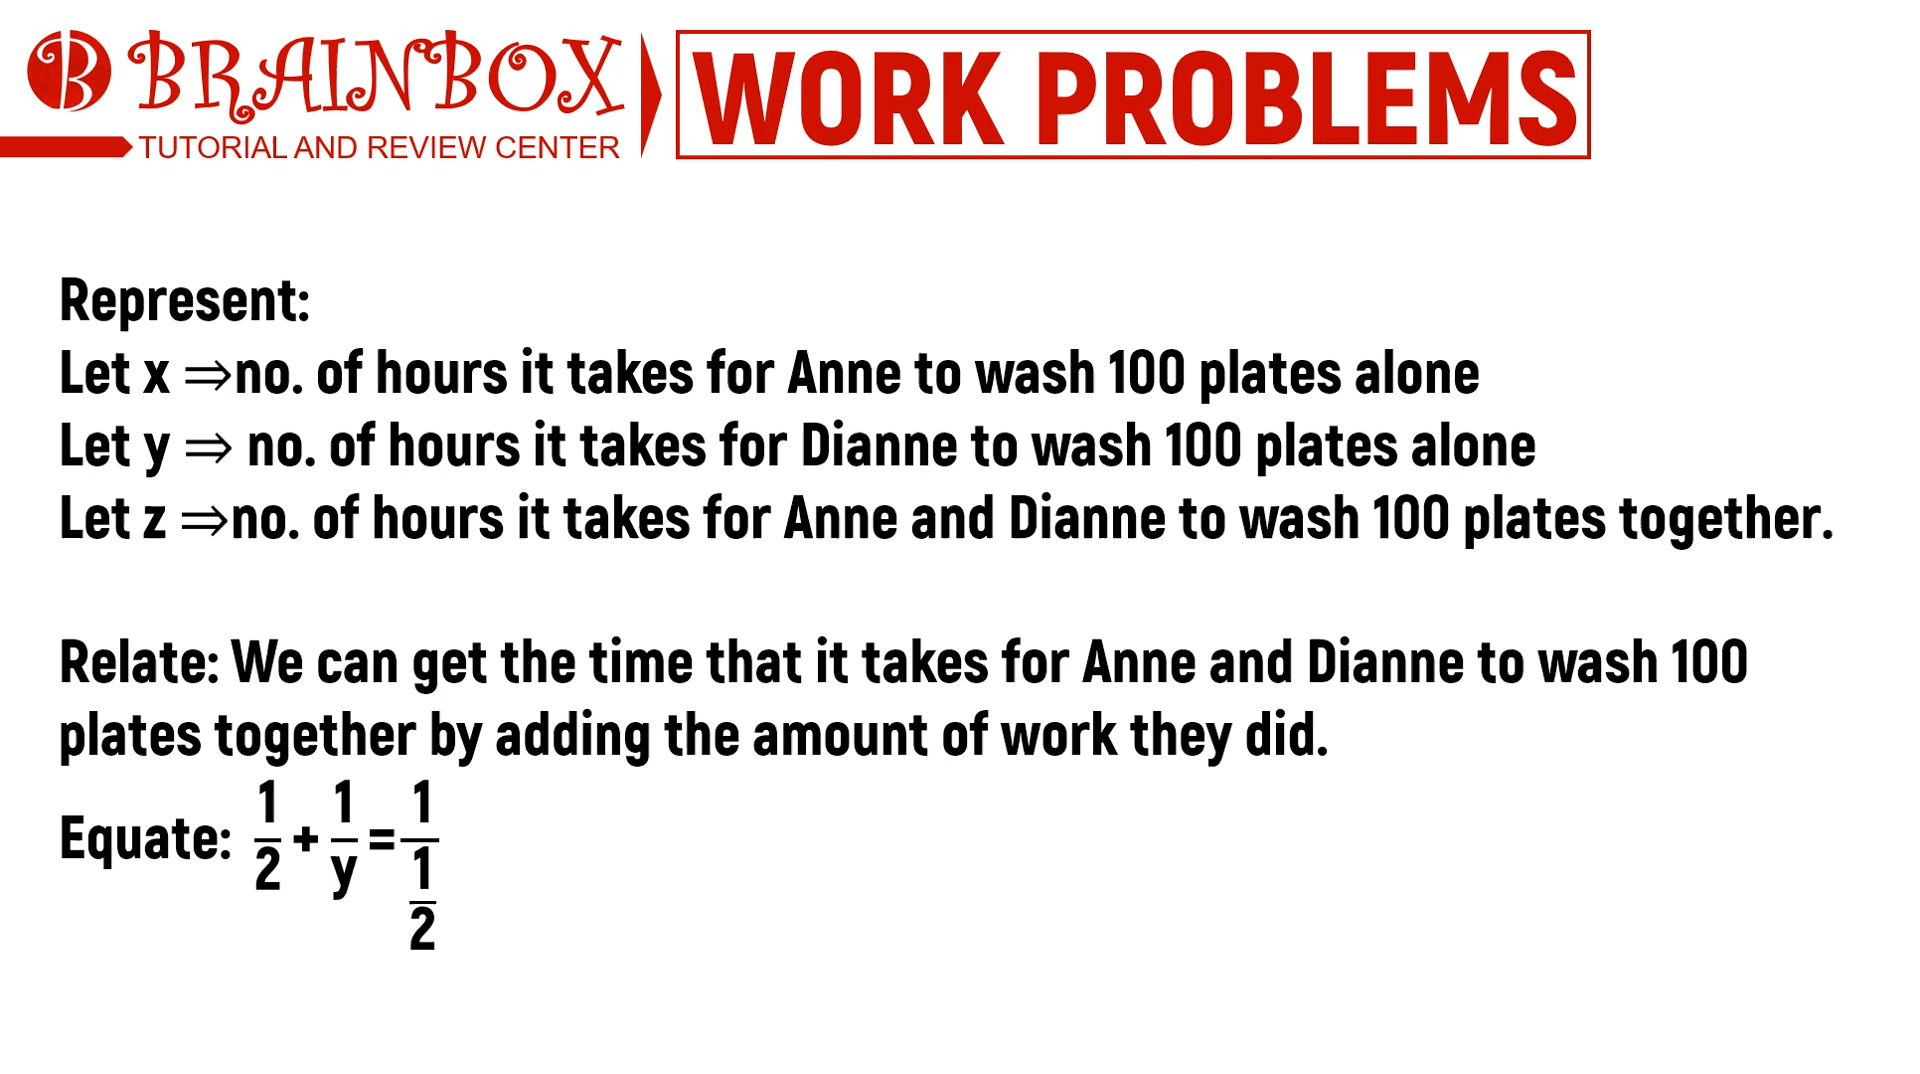 B BRAINBOX
TUTORIAL AND REVIEW CENTER
WORK PROBLEMS
Represent:
Let x ⇒no. of hours it takes for Anne to wash 100 plates alone
Let y ⇒ no. of hours it takes for Dianne to wash 100 plates alone
Let z ⇒no. of hours it takes for Anne and Dianne to wash 100 plates together.
Relate: We can get the time that it takes for Anne and Dianne to wash 100
plates together by adding the amount of work they did.
Equate: 1/2 + 1/y = 1/(1/2)